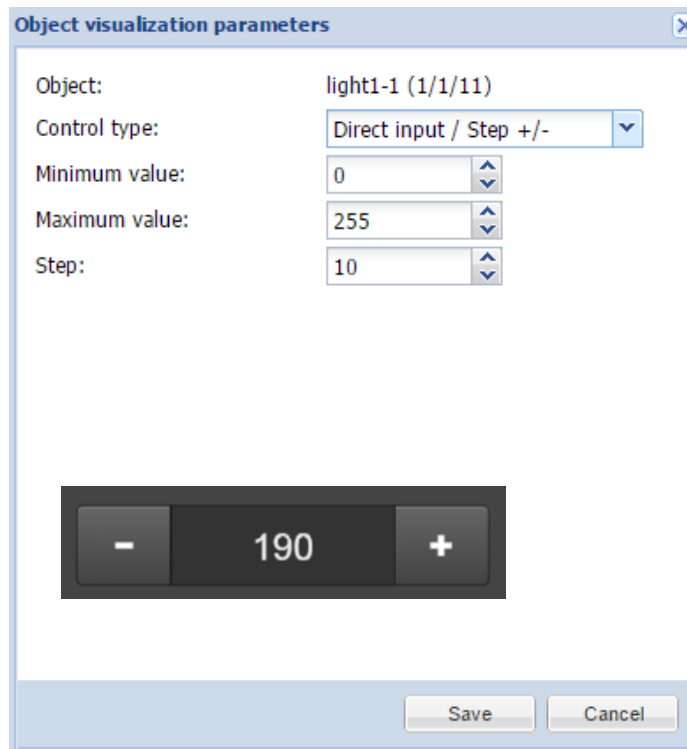 Object visualization parameters
Object: light1-1 (1/1/11)
Control type: Direct input / Step +/-
Minimum value: 0
Maximum value: 255
Step: 10
- 190 +
Save Cancel